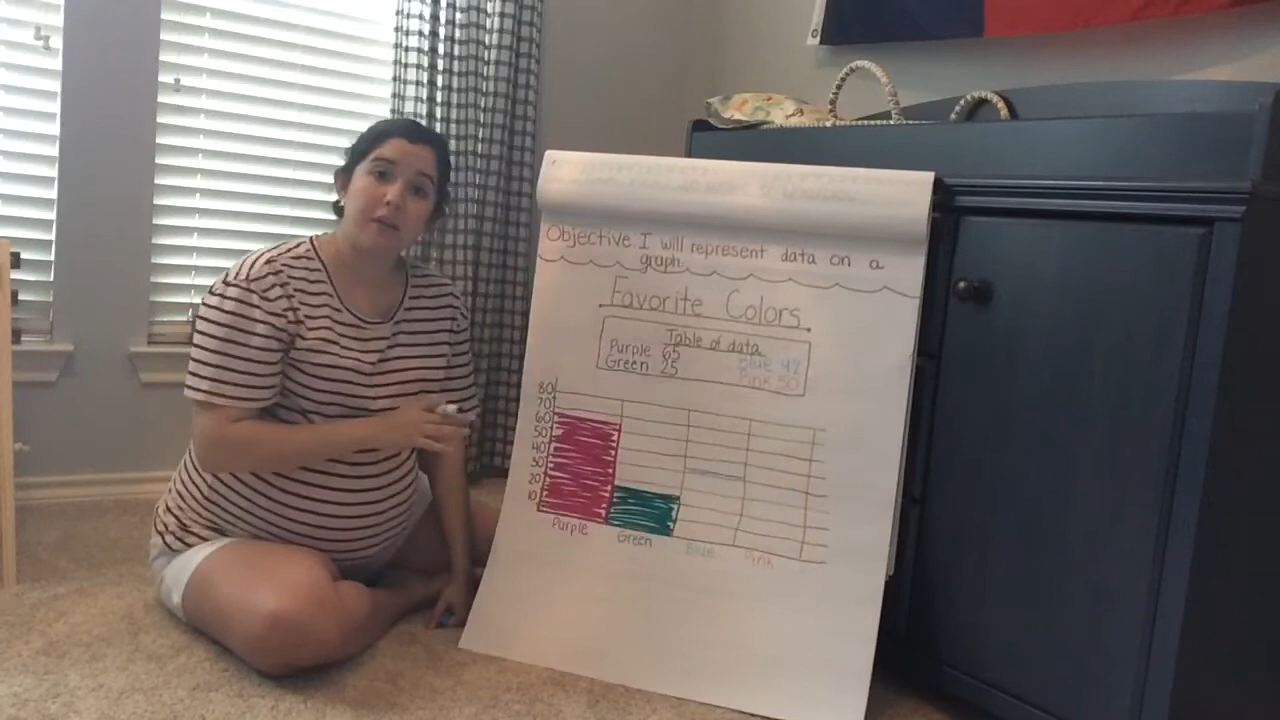 Objective: I will represent data on a
graph.
Favorite Colors
Table of data
Purple 65 Blue 42
Green 25 Pink 50
80
70
60
50
40
30
20
10
Purple Green Blue Pink